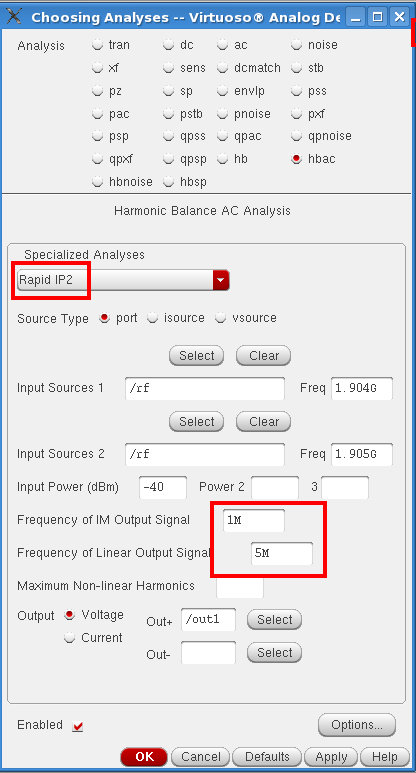 Choosing Analyses -- Virtuoso® Analog De
Analysis tran dc ac noise
xf sens dcmatch stb
pz sp envlp pss
pac pstb pnoise pxf
psp qpss qpac qpnoise
qpxf qpsp hb hbac
hbnoise hbsp
Harmonic Balance AC Analysis
Specialized Analyses
Rapid IP2
Source Type port isource vsource
Select Clear
Input Sources 1 /rf Freq 1.904G
Select Clear
Input Sources 2 /rf Freq 1.905G
Input Power (dBm) -40 Power 2 3
Frequency of IM Output Signal 1M
Frequency of Linear Output Signal 5M
Maximum Non-linear Harmonics
Output Voltage Out+ /out1 Select
Current Out- Select
Enabled Options...
OK Cancel Defaults Apply Help